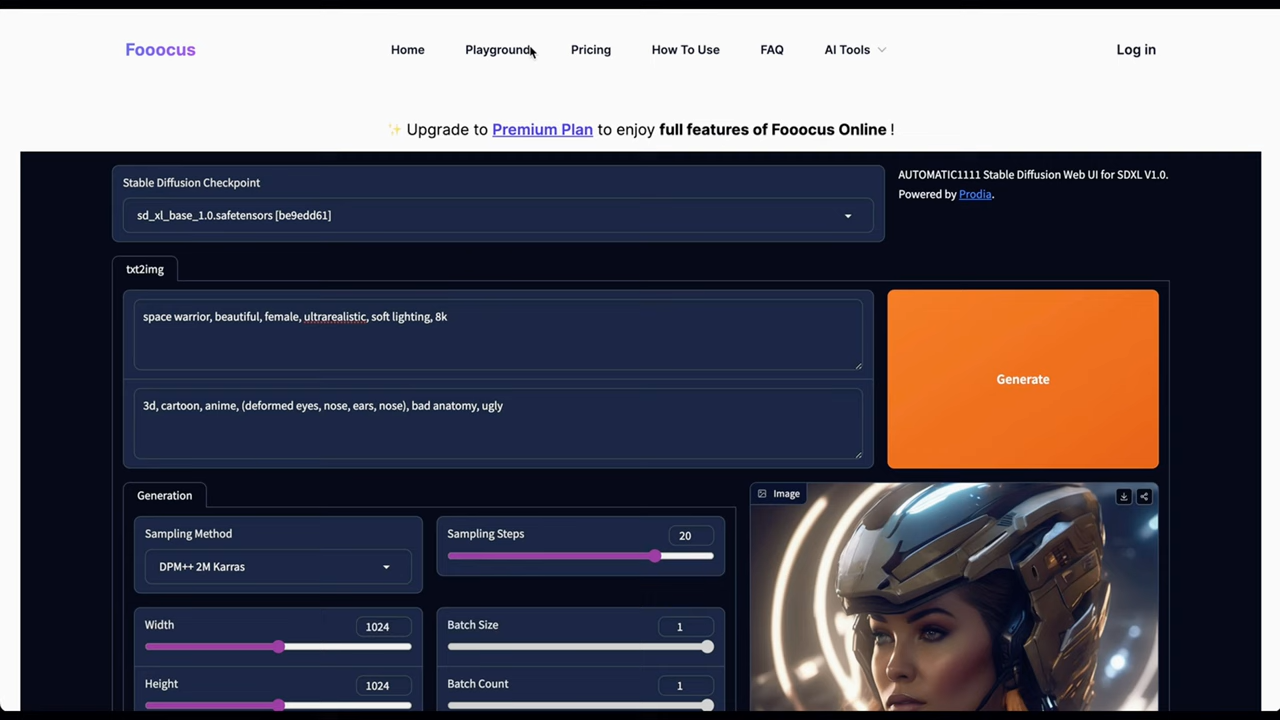 Fooocus
Home Playground Pricing How To Use FAQ AI Tools Log in
✨ Upgrade to Premium Plan to enjoy full features of Fooocus Online !
Stable Diffusion Checkpoint
sd_xl_base_1.0.safetensors [be9edd61]
AUTOMATIC1111 Stable Diffusion Web UI for SDXL V1.0.
Powered by Prodia.
txt2img
space warrior, beautiful, female, ultrarealistic, soft lighting, 8k
3d, cartoon, anime, (deformed eyes, nose, ears, nose), bad anatomy, ugly
Generate
Generation
Sampling Method
DPM++ 2M Karras
Sampling Steps 20
Width 1024
Batch Size 1
Height 1024
Batch Count 1
Image